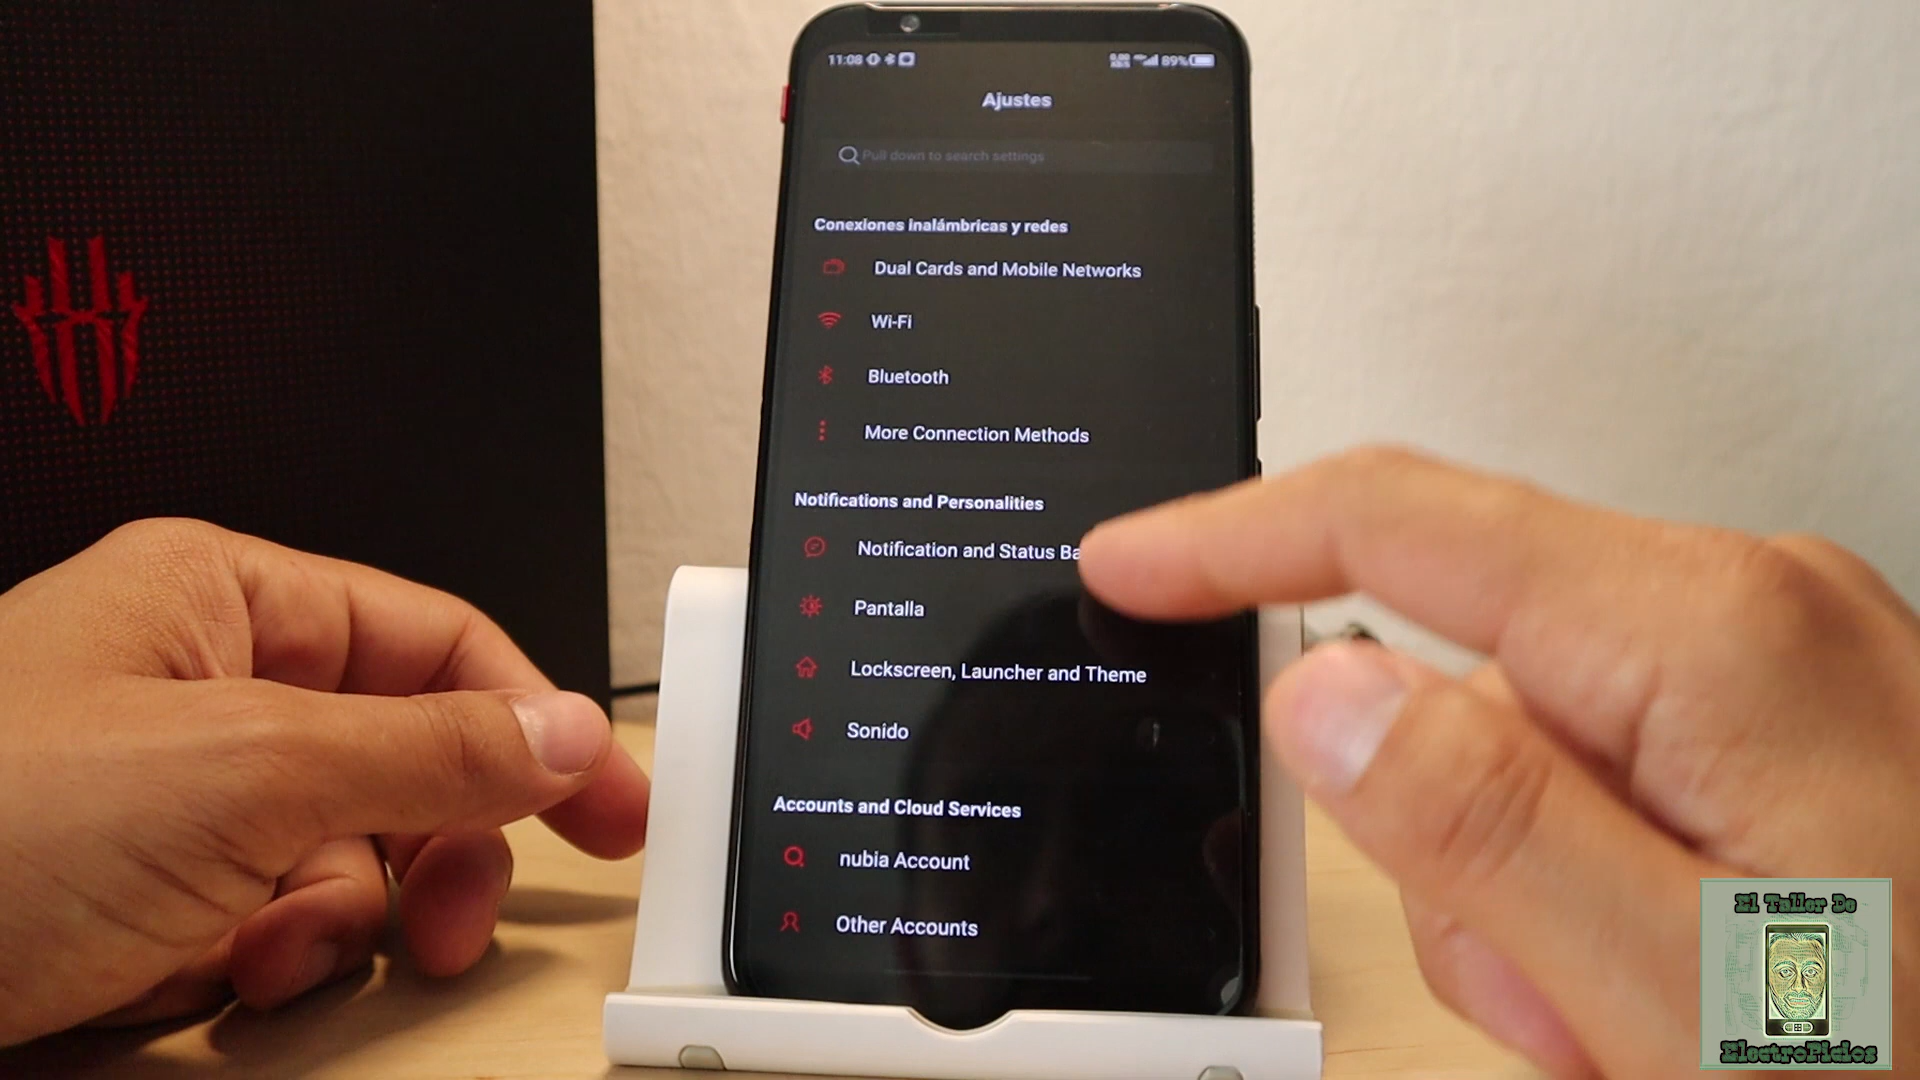 11:08
89%
Ajustes
Pull down to search settings
Conexiones inalámbricas y redes
Dual Cards and Mobile Networks
Wi-Fi
Bluetooth
More Connection Methods
Notifications and Personalities
Notification and Status Ba
Pantalla
Lockscreen, Launcher and Theme
Sonido
Accounts and Cloud Services
nubia Account
Other Accounts
El Taller De